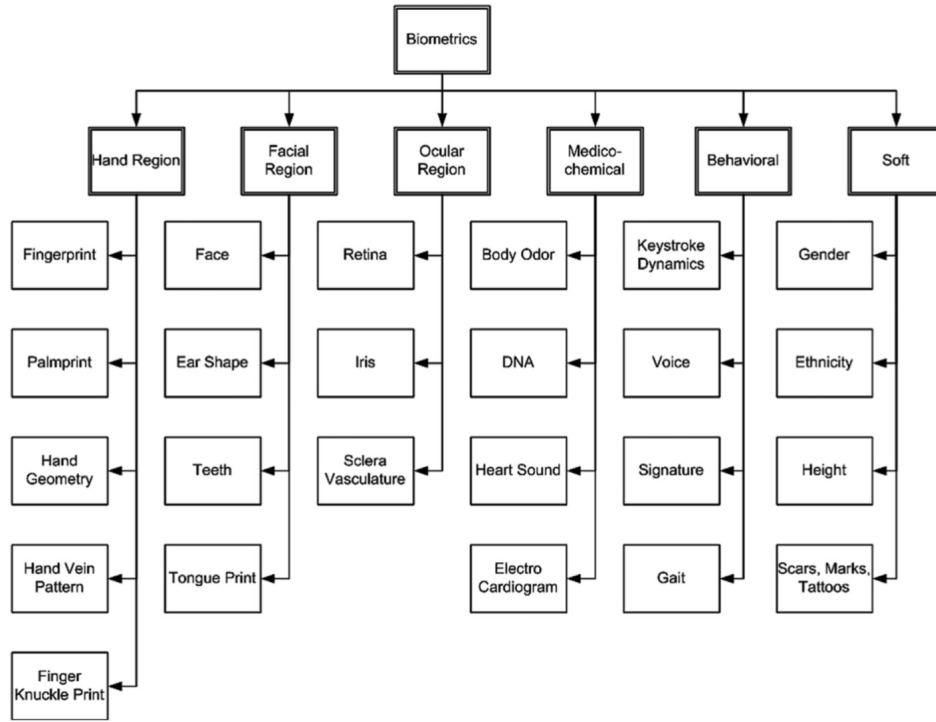 Biometrics
Hand Region
Facial
Region
Ocular
Region
Medico-
chemical
Behavioral
Soft
Fingerprint
Face
Retina
Body Odor
Keystroke
Dynamics
Gender
Palmprint
Ear Shape
Iris
DNA
Voice
Ethnicity
Hand
Geometry
Teeth
Sclera
Vasculature
Heart Sound
Signature
Height
Hand Vein
Pattern
Tongue Print
Electro
Cardiogram
Gait
Scars, Marks,
Tattoos
Finger
Knuckle Print